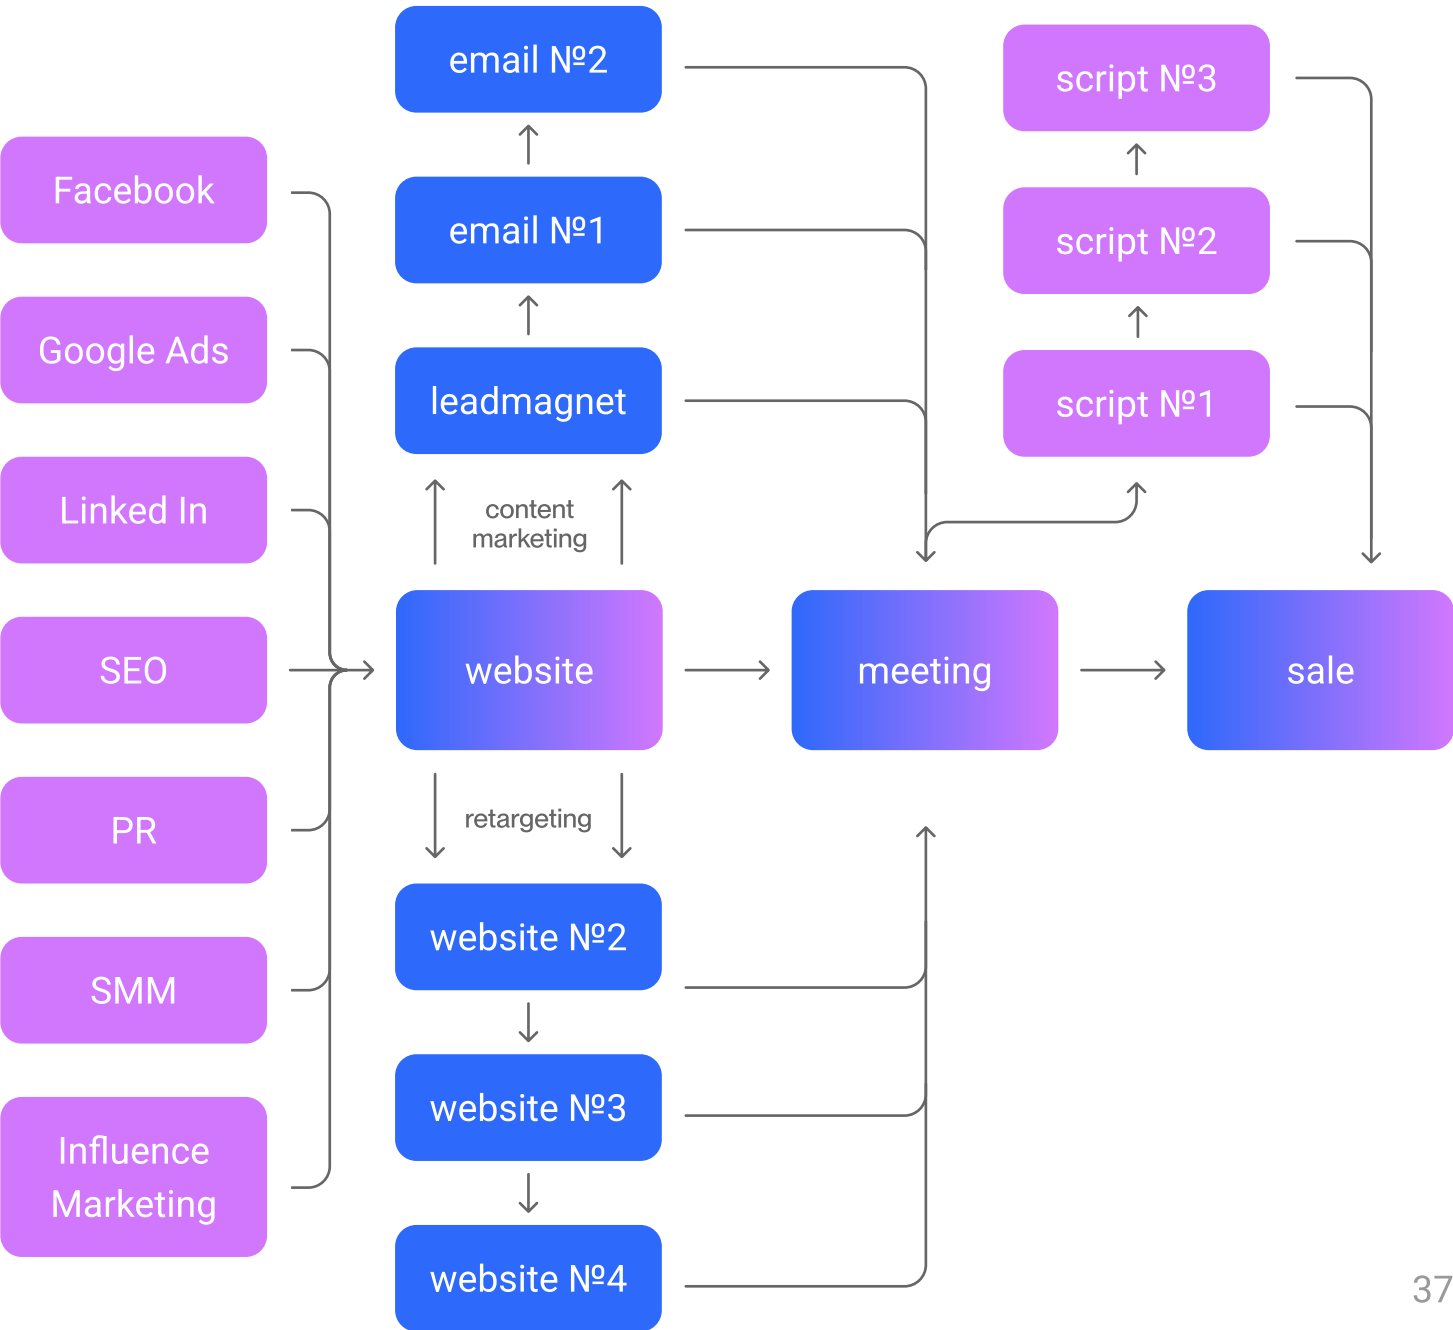 Facebook
Google Ads
Linked In
SEO
PR
SMM
Influence
Marketing
email №2
email №1
leadmagnet
content
marketing
website
retargeting
website №2
website №3
website №4
meeting
script №3
script №2
script №1
sale
37